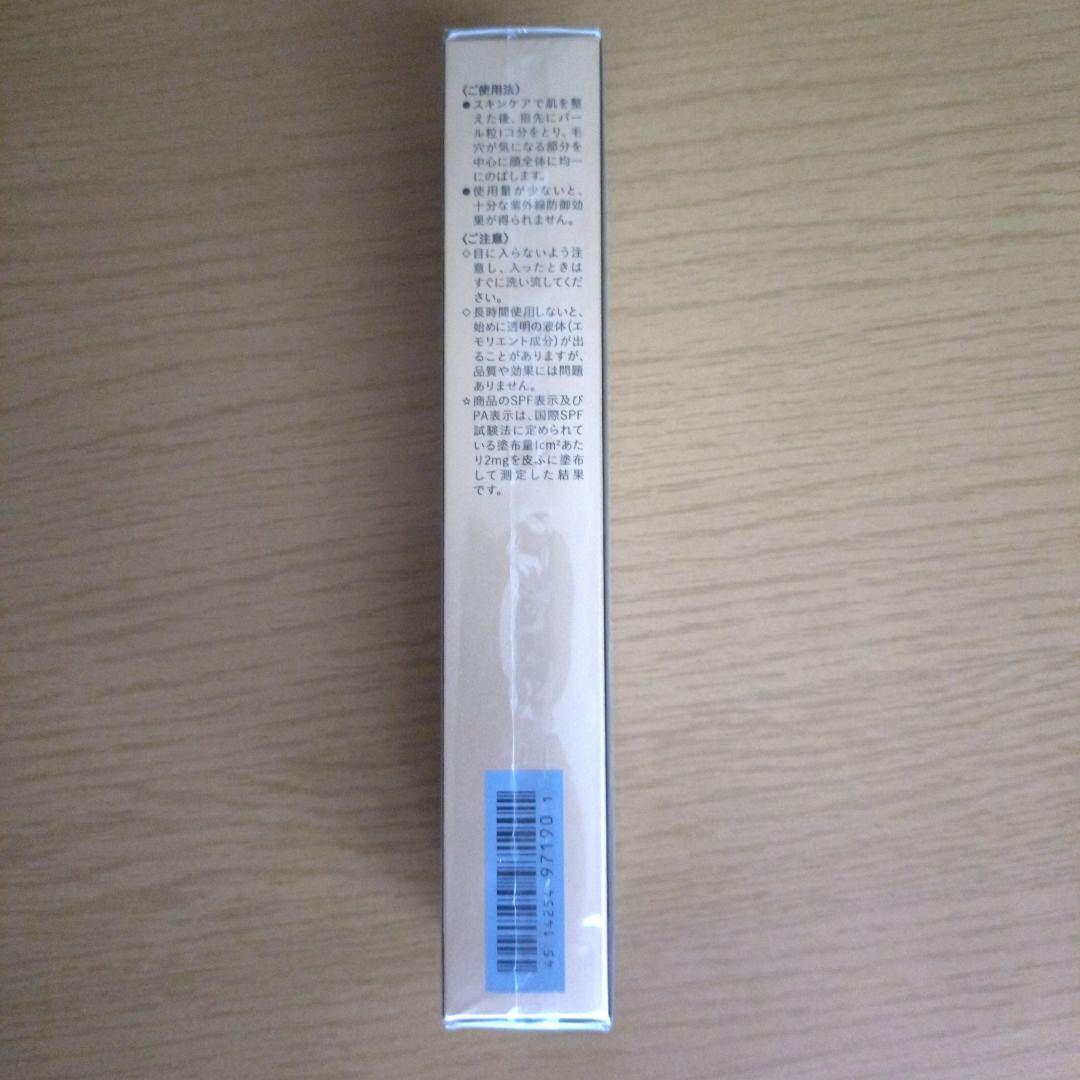 〈ご使用法〉
●スキンケアで肌を整
えた後、指先にパー
ル粒1コ分をとり、毛
穴が気になる部分を
中心に顔全体に均一
にのばします。
●使用量が少ないと、
十分な紫外線防御効
果が得られません。
〈ご注意〉
◇目に入らないよう注
意し、入ったときは
すぐに洗い流してくだ
さい。
◇長時間使用しないと、
始めに透明の液体(エ
モリエント成分)が出
ることがありますが、
品質や効果には問題
ありません。
☆商品のSPF表示及び
PA表示は、国際SPF
試験法に定められて
いる塗布量1cm²あた
り2mgを皮ふに塗布
して測定した結果
です。
45 14254 97190 1